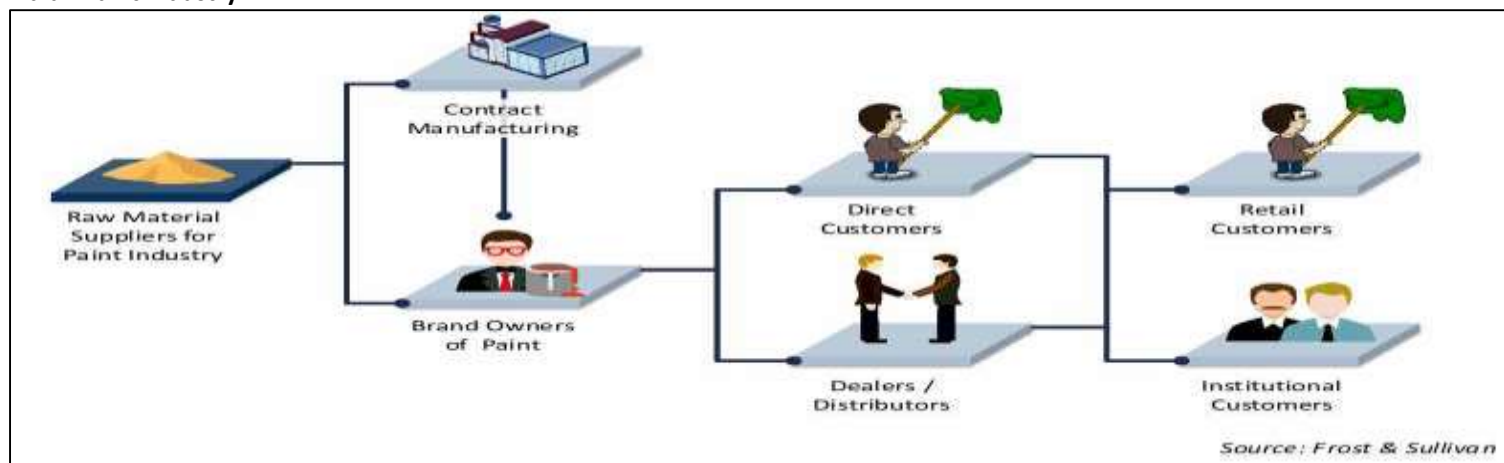 Contract
Manufacturing
Raw Material
Suppliers for
Paint Industry
Brand Owners
of Paint
Direct
Customers
Dealers /
Distributors
Retail
Customers
Institutional
Customers
Source: Frost & Sullivan